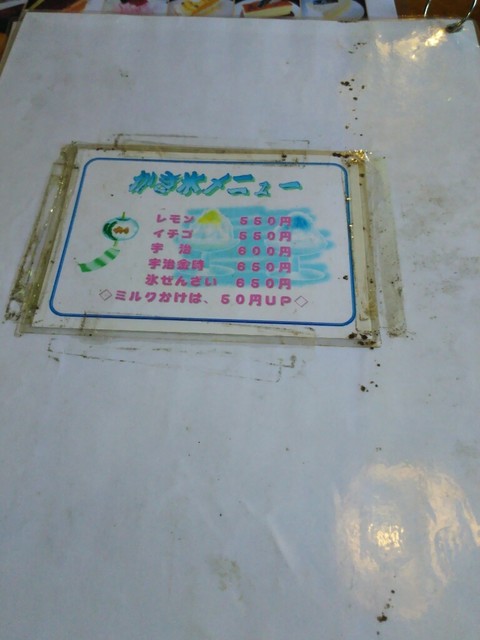 かき氷メニュー
レモン 550円
イチゴ 550円
宇治 600円
宇治金時 650円
氷ぜんざい 650円
◇ミルクかけは、50円UP◇